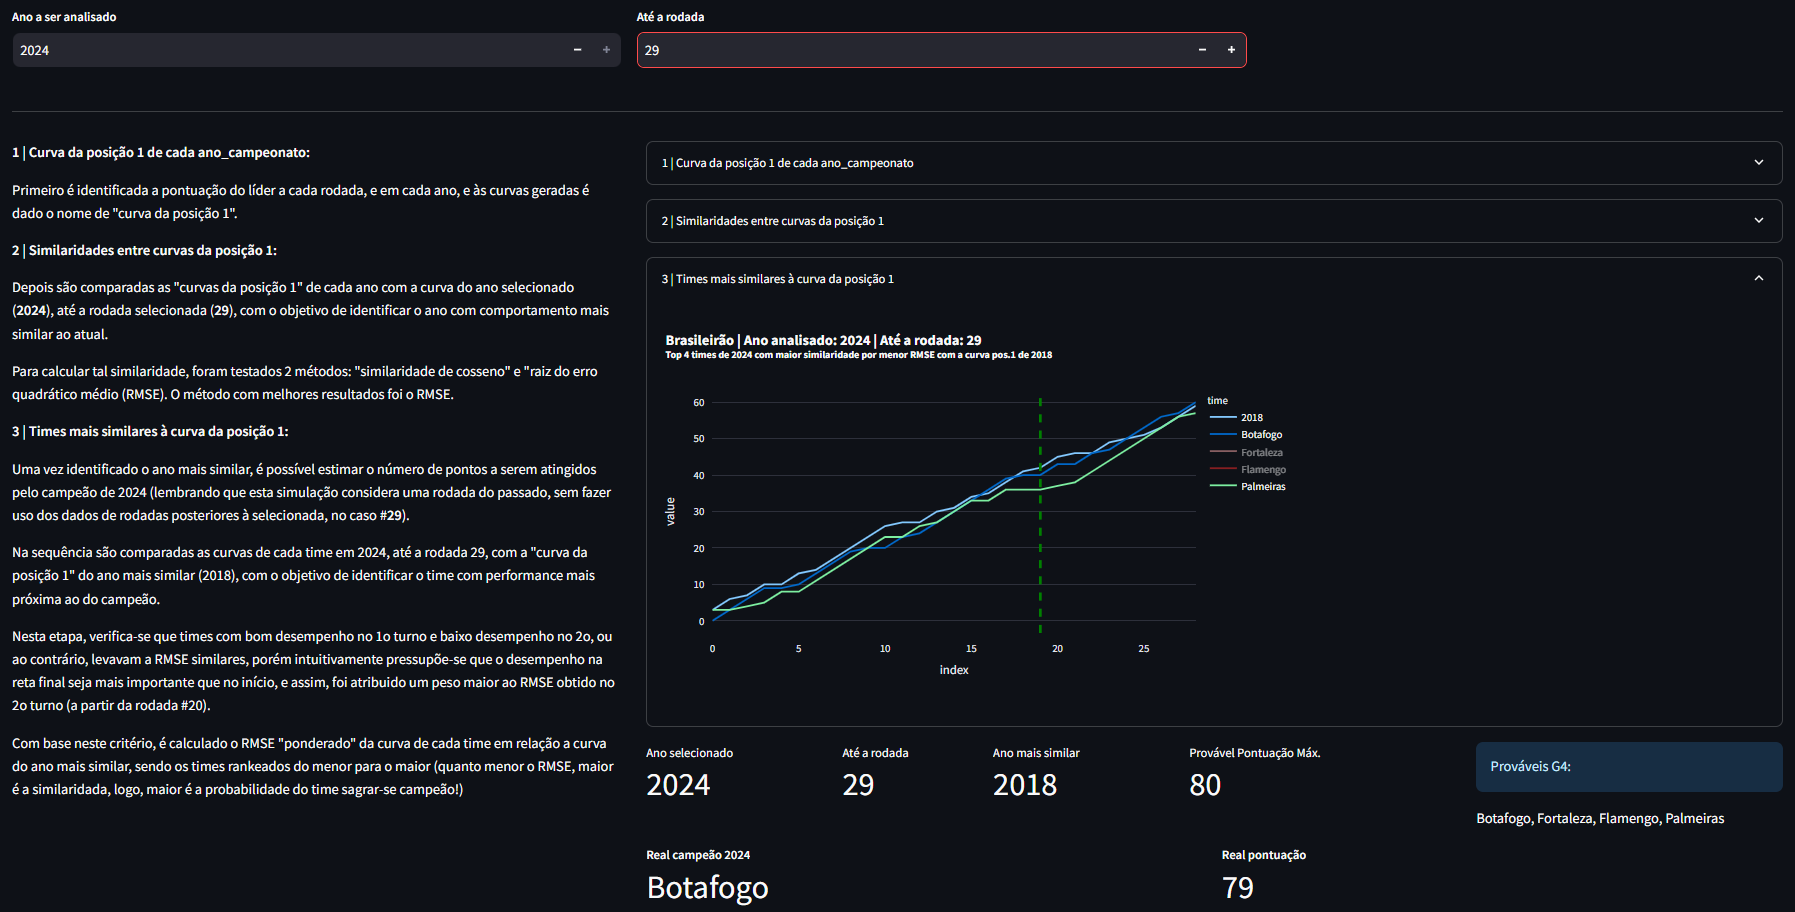 Ano a ser analisado
2024
Até a rodada
29
1 | Curva da posição 1 de cada ano_campeonato:
Primeiro é identificada a pontuação do líder a cada rodada, e em cada ano, e às curvas geradas é
dado o nome de "curva da posição 1".
2 | Similaridades entre curvas da posição 1:
Depois são comparadas as "curvas da posição 1" de cada ano com a curva do ano selecionado
(2024), até a rodada selecionada (29), com o objetivo de identificar o ano com comportamento mais
similar ao atual.
Para calcular tal similaridade, foram testados 2 métodos: "similaridade de cosseno" e "raiz do erro
quadrático médio (RMSE). O método com melhores resultados foi o RMSE.
3 | Times mais similares à curva da posição 1:
Uma vez identificado o ano mais similar, é possível estimar o número de pontos a serem atingidos
pelo campeão de 2024 (lembrando que esta simulação considera uma rodada do passado, sem fazer
uso dos dados de rodadas posteriores à selecionada, no caso #29).
Na sequência são comparadas as curvas de cada time em 2024, até a rodada 29, com a "curva da
posição 1" do ano mais similar (2018), com o objetivo de identificar o time com performance mais
próxima ao do campeão.
Nesta etapa, verifica-se que times com bom desempenho no 1o turno e baixo desempenho no 2o, ou
ao contrário, levavam a RMSE similares, porém intuitivamente pressupõe-se que o desempenho na
reta final seja mais importante que no início, e assim, foi atribuido um peso maior ao RMSE obtido no
2o turno (a partir da rodada #20).
Com base neste critério, é calculado o RMSE "ponderado" da curva de cada time em relação a curva
do ano mais similar, sendo os times rankeados do menor para o maior (quanto menor o RMSE, maior
é a similaridada, logo, maior é a probabilidade do time sagrar-se campeão!)
1 | Curva da posição 1 de cada ano_campeonato
2 | Similaridades entre curvas da posição 1
3 | Times mais similares à curva da posição 1
Brasileirão | Ano analisado: 2024 | Até a rodada: 29
Top 4 times de 2024 com maior similaridade por menor RMSE com a curva pos.1 de 2018
60
50
40
30
20
10
0
value
0 5 10 15 20 25
index
time
2018
Botafogo
Fortaleza
Flamengo
Palmeiras
Ano selecionado
2024
Até a rodada
29
Ano mais similar
2018
Provável Pontuação Máx.
80
Prováveis G4:
Botafogo, Fortaleza, Flamengo, Palmeiras
Real campeão 2024
Botafogo
Real pontuação
79